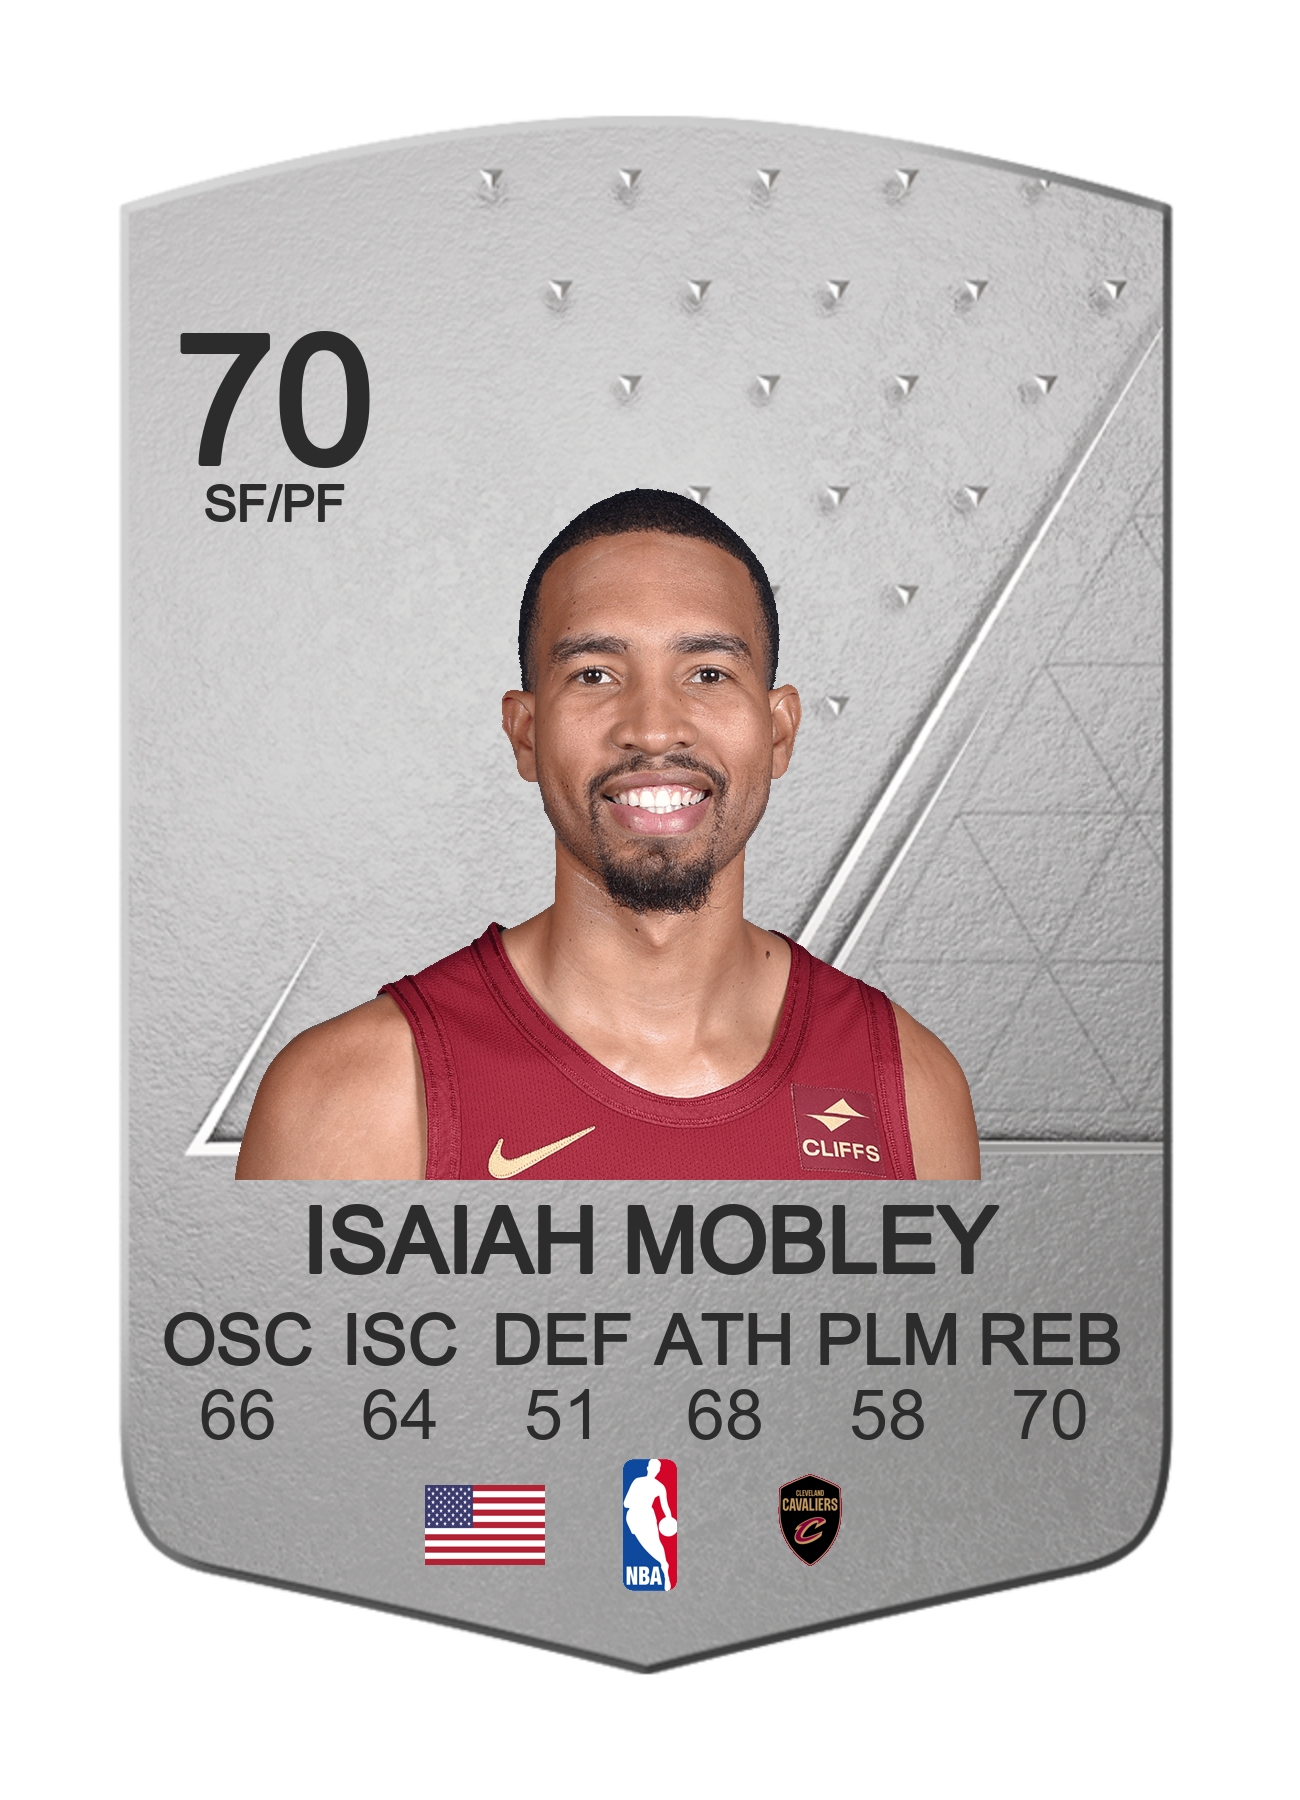 70
SF/PF
CLIFFS
ISAIAH MOBLEY
OSC ISC DEF ATH PLM REB
66 64 51 68 58 70
NBA
CLEVELAND
CAVALIERS
C